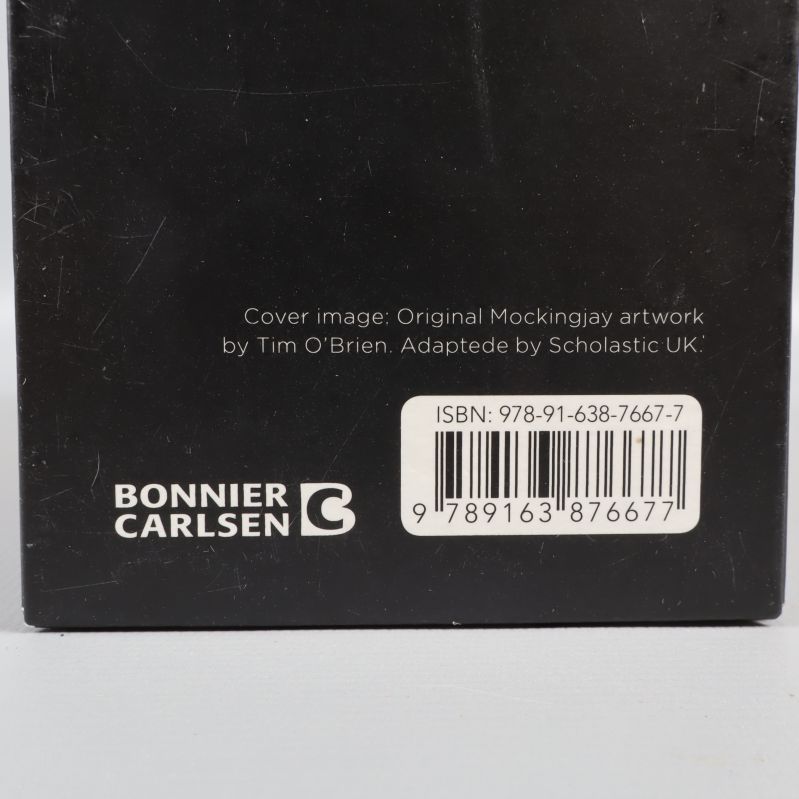 Cover image: Original Mockingjay artwork
by Tim O'Brien. Adaptede by Scholastic UK.'
ISBN: 978-91-638-7667-7
9 789163 876677
BONNIER
CARLSEN